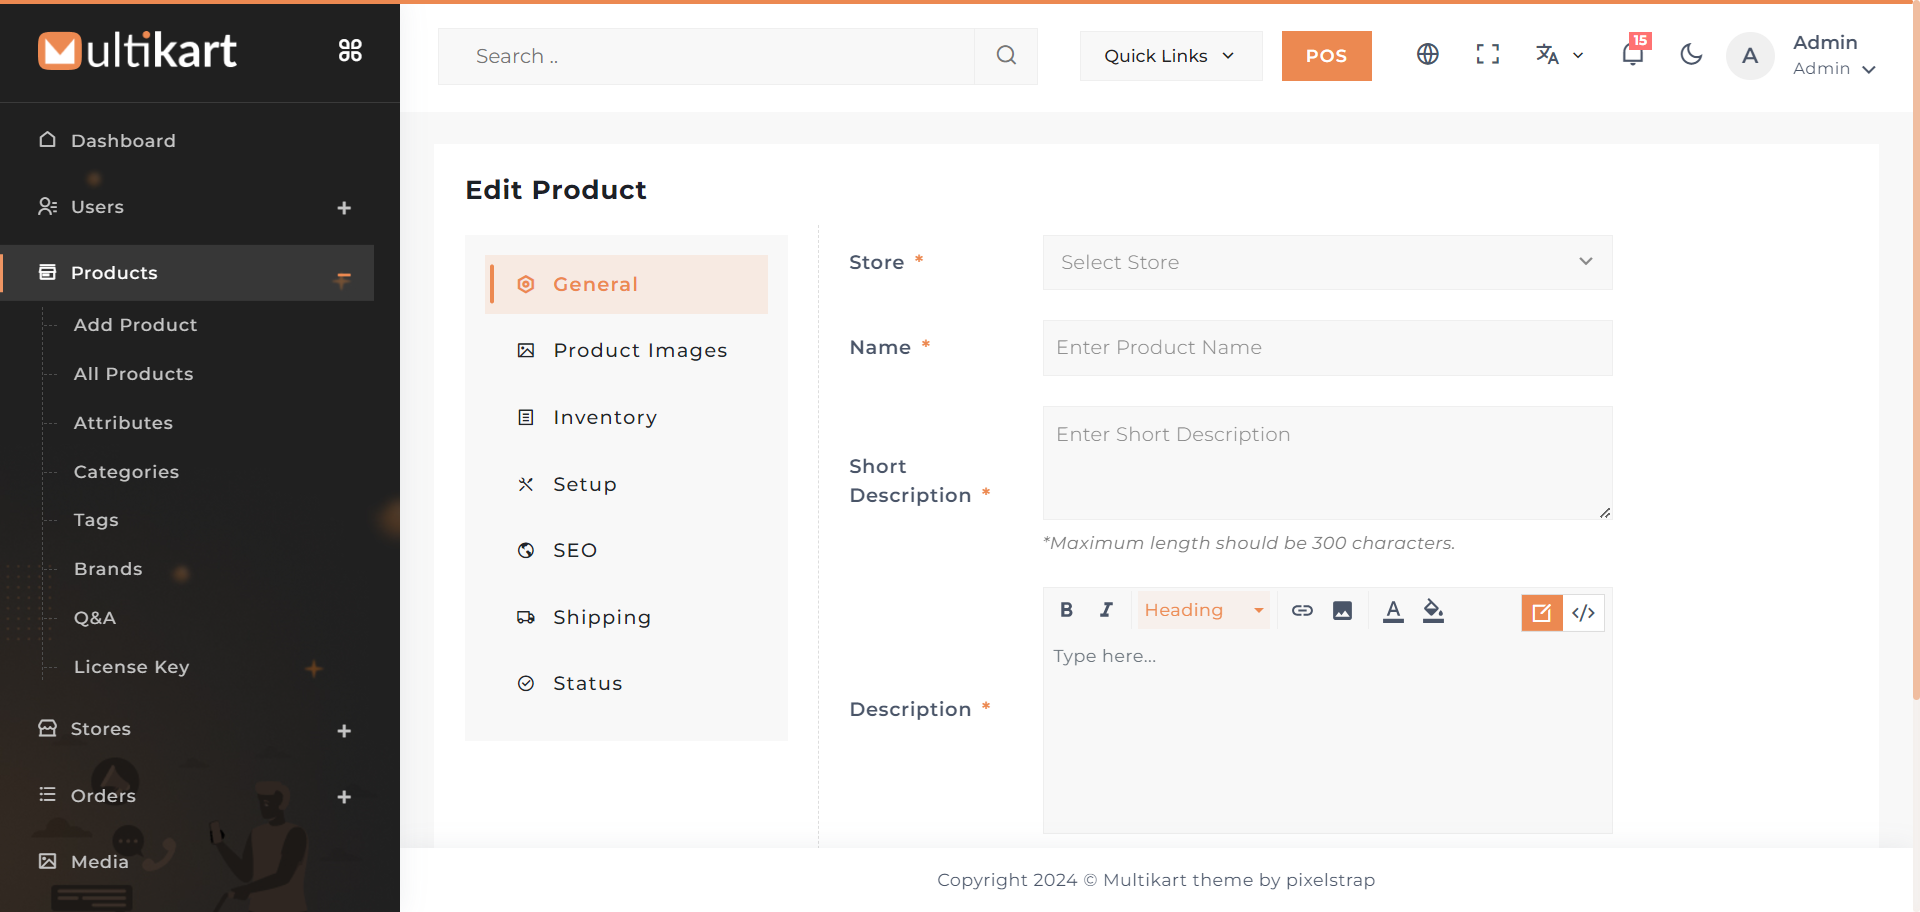 Multikart
Dashboard
Users
Products
Add Product
All Products
Attributes
Categories
Tags
Brands
Q&A
License Key
Stores
Orders
Media
Search ..
Quick Links
POS
15
A
Admin
Admin
Edit Product
General
Product Images
Inventory
Setup
SEO
Shipping
Status
Store *
Select Store
Name *
Enter Product Name
Short
Description *
Enter Short Description
*Maximum length should be 300 characters.
B I Heading A </>
Description *
Type here...
Copyright 2024 © Multikart theme by pixelstrap